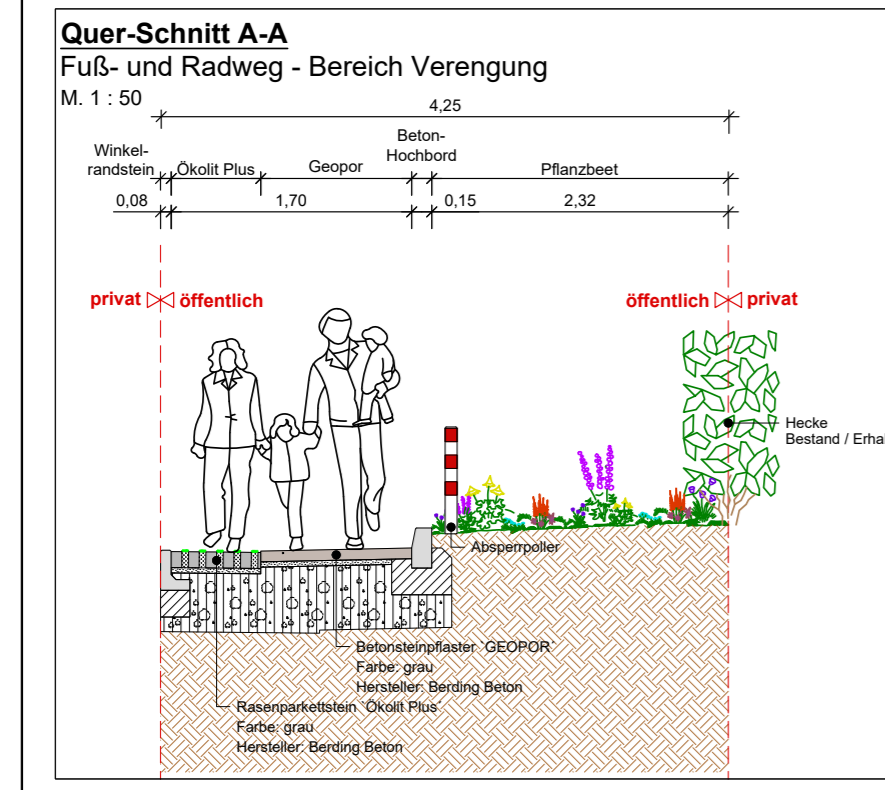 Quer-Schnitt A-A
Fuß- und Radweg - Bereich Verengung
M. 1 : 50
4,25
Winkel-
randstein
Ökolit Plus
Geopor
Beton-
Hochbord
Pflanzbeet
0,08
1,70
0,15
2,32
privat
öffentlich
öffentlich
privat
Hecke
Bestand / Erhal
Absperrpoller
Betonsteinpflaster `GEOPOR´
Farbe: grau
Hersteller: Berding Beton
Rasenparkettstein `Ökolit Plus´
Farbe: grau
Hersteller: Berding Beton